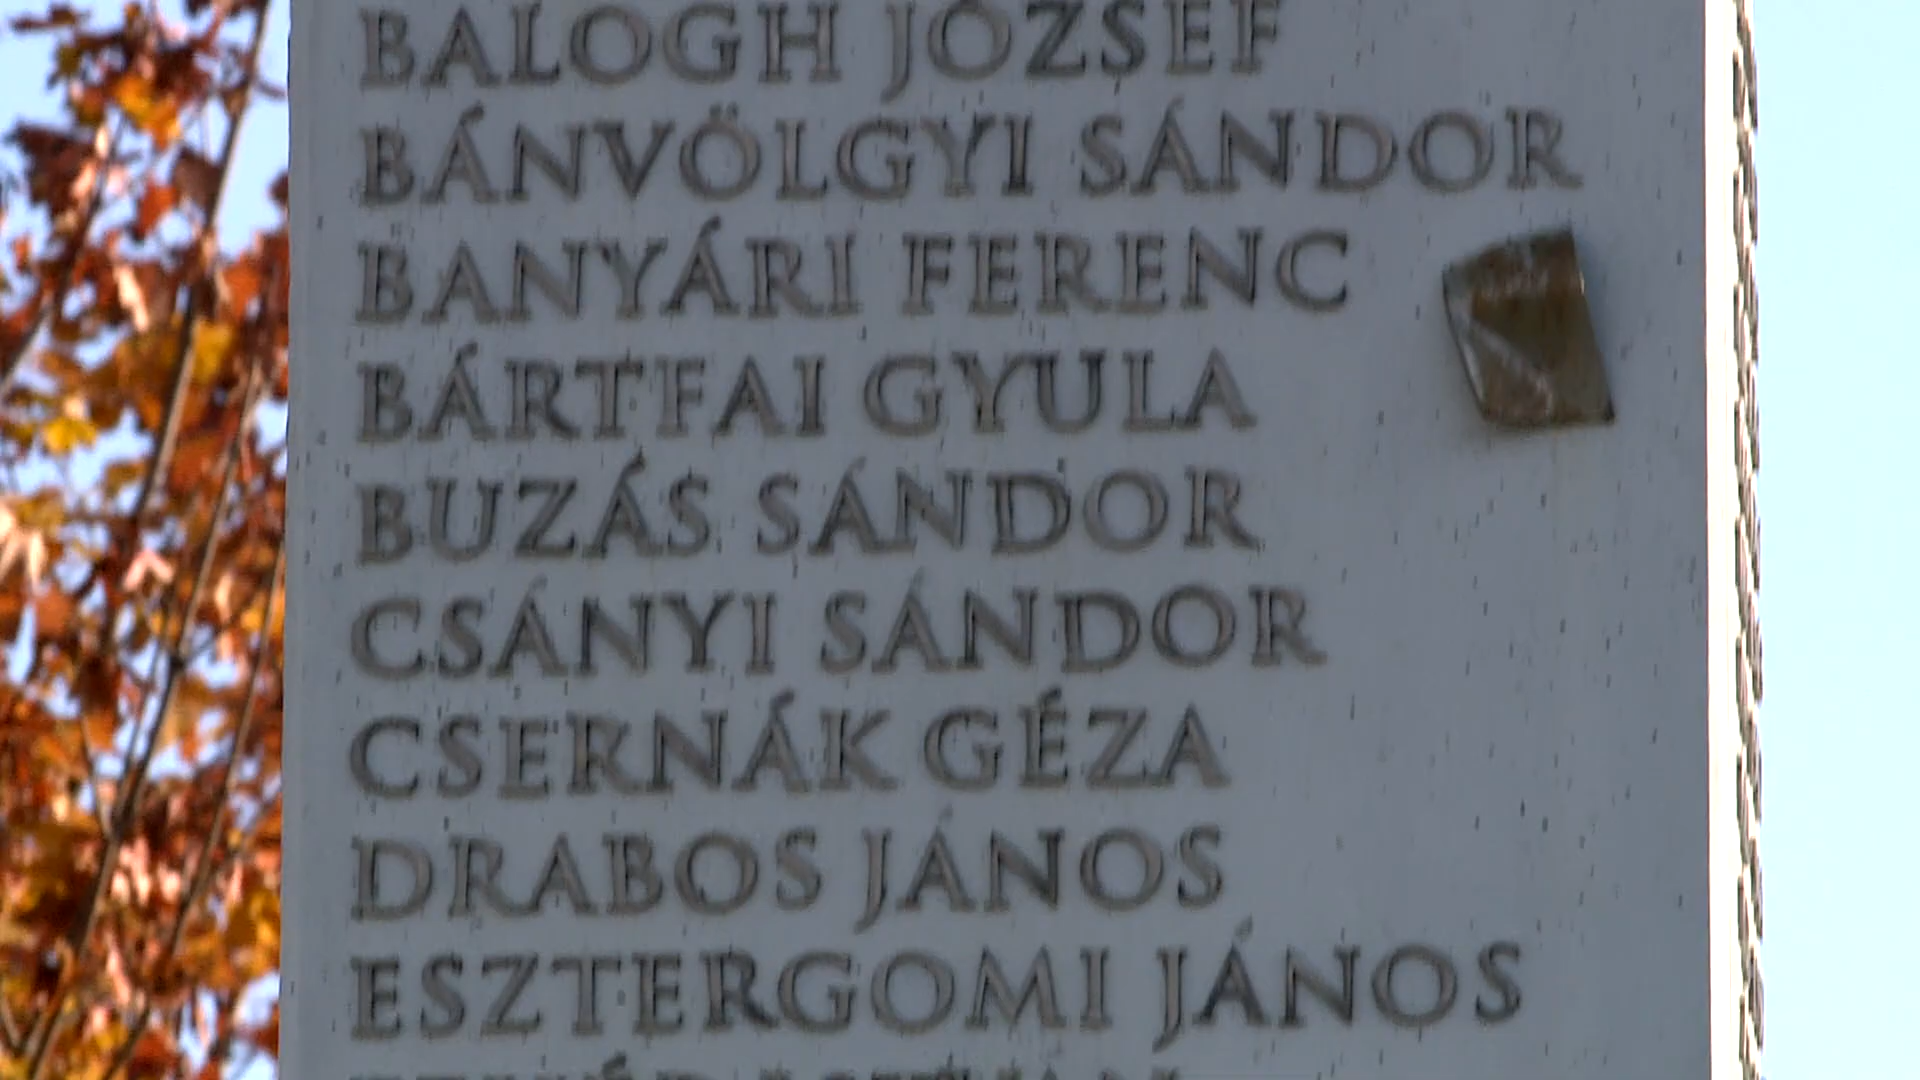 BALOGH JÓZSEF
BÁNVÖLGYI SÁNDOR
BANYÁRI FERENC
BÁRTFAI GYULA
BUZÁS SÁNDOR
CSÁNYI SÁNDOR
CSERNÁK GÉZA
DRABOS JÁNOS
ESZTERGOMI JÁNOS